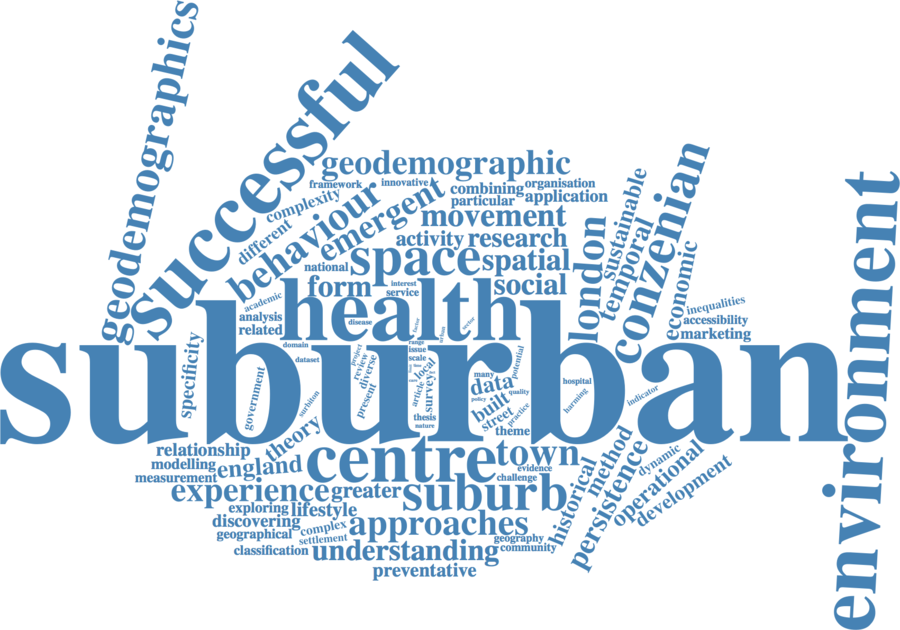 geodemographics
successful
geodemographic
framework
innovative
combining
organisation
complexity
behaviour
emergent
particular
application
different
movement
activity
research
national
space
spatial
london
sustainable
temporal
conzenian
economic
environment
form
interest
service
social
academic
health
inequalities
analysis
related
disease
factor
urban
sector
accessibility
marketing
suburban
specificity
domain
dataset
government
surbiton
project
review
diverse
present
range
issue
scale
time
local
article
survey
thesis
nature
many
data
potential
policy
quality
built
street
practice
theme
hospital
harming
indicator
relationship
theory
modelling
england
measurement
centre
town
evidence
challenge
experience
greater
suburb
historical
method
persistence
dynamic
operational
development
exploring
lifestyle
discovering
geographical
complex
settlement
approaches
geography
community
classification
understanding
preventative